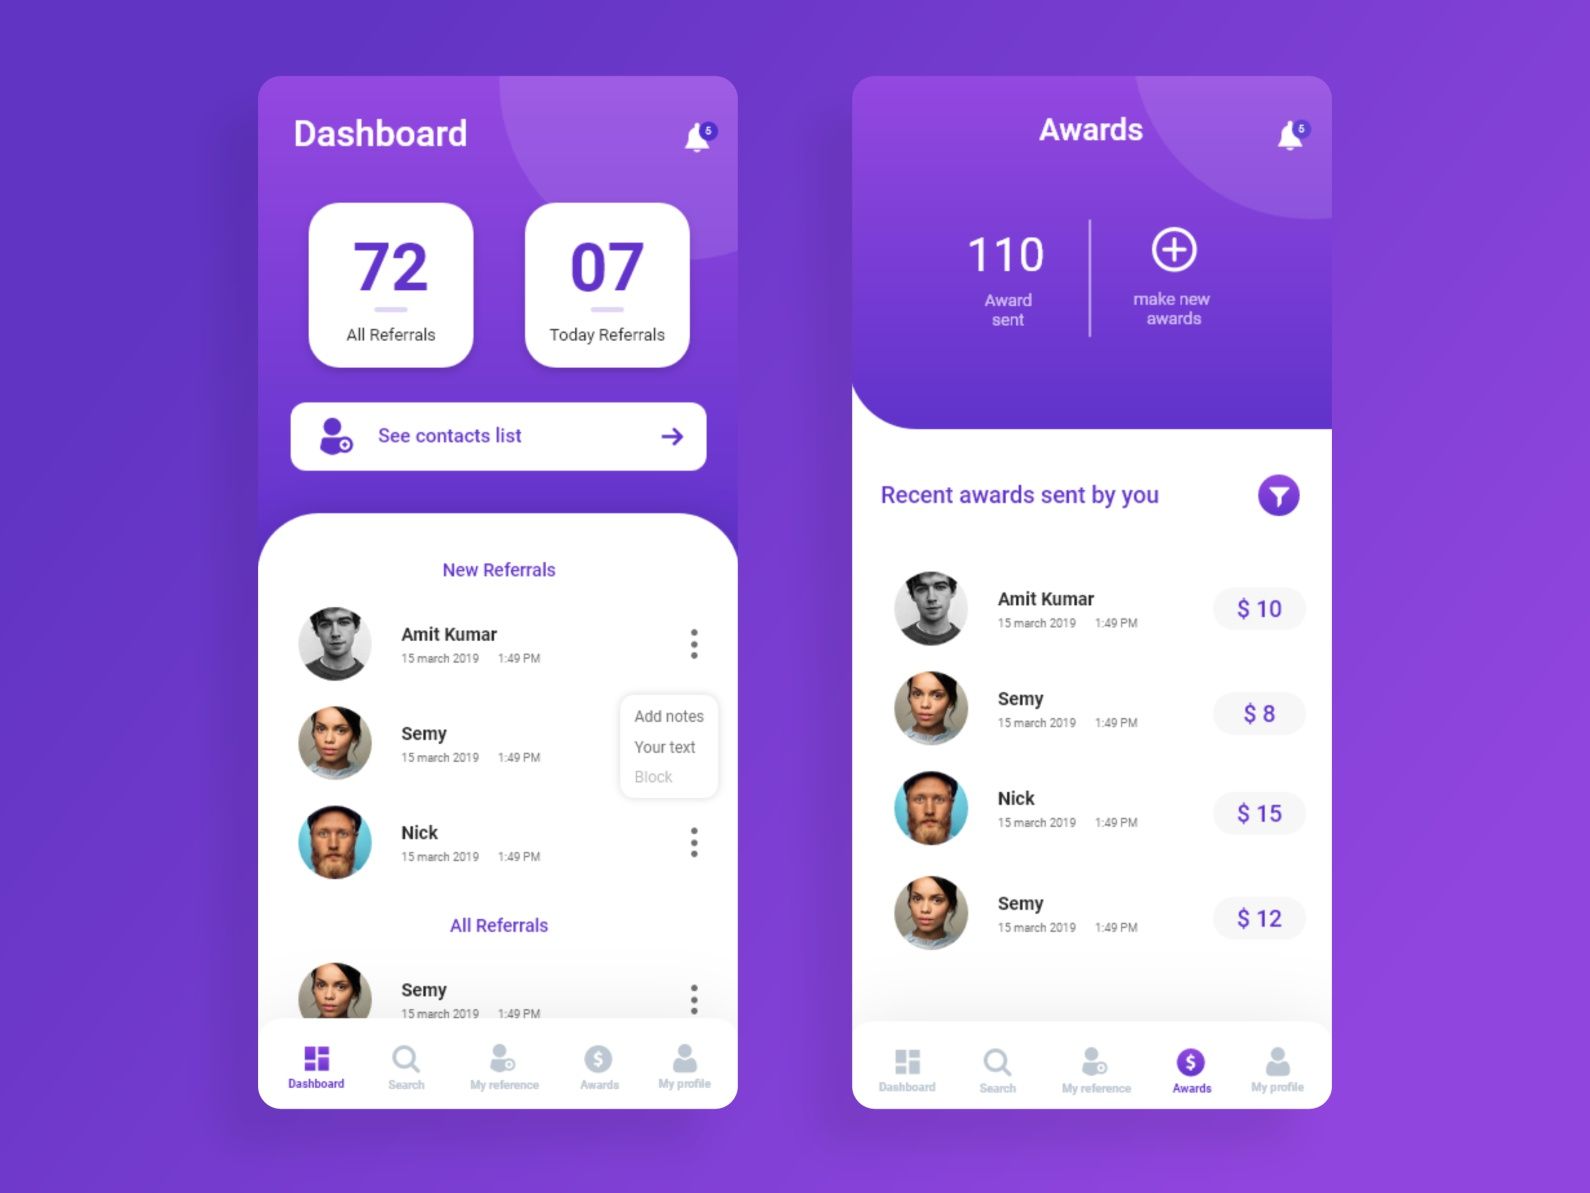 Dashboard
5
72
All Referrals
07
Today Referrals
See contacts list
New Referrals
Amit Kumar
15 march 2019 1:49 PM
Semy
15 march 2019 1:49 PM
Add notes
Your text
Block
Nick
15 march 2019 1:49 PM
All Referrals
Semy
15 march 2019 1:49 PM
Dashboard
Search
My reference
Awards
My profile
Awards
5
110
Award
sent
make new
awards
Recent awards sent by you
Amit Kumar
15 march 2019 1:49 PM
$ 10
Semy
15 march 2019 1:49 PM
$ 8
Nick
15 march 2019 1:49 PM
$ 15
Semy
15 march 2019 1:49 PM
$ 12
Dashboard
Search
My reference
Awards
My profile